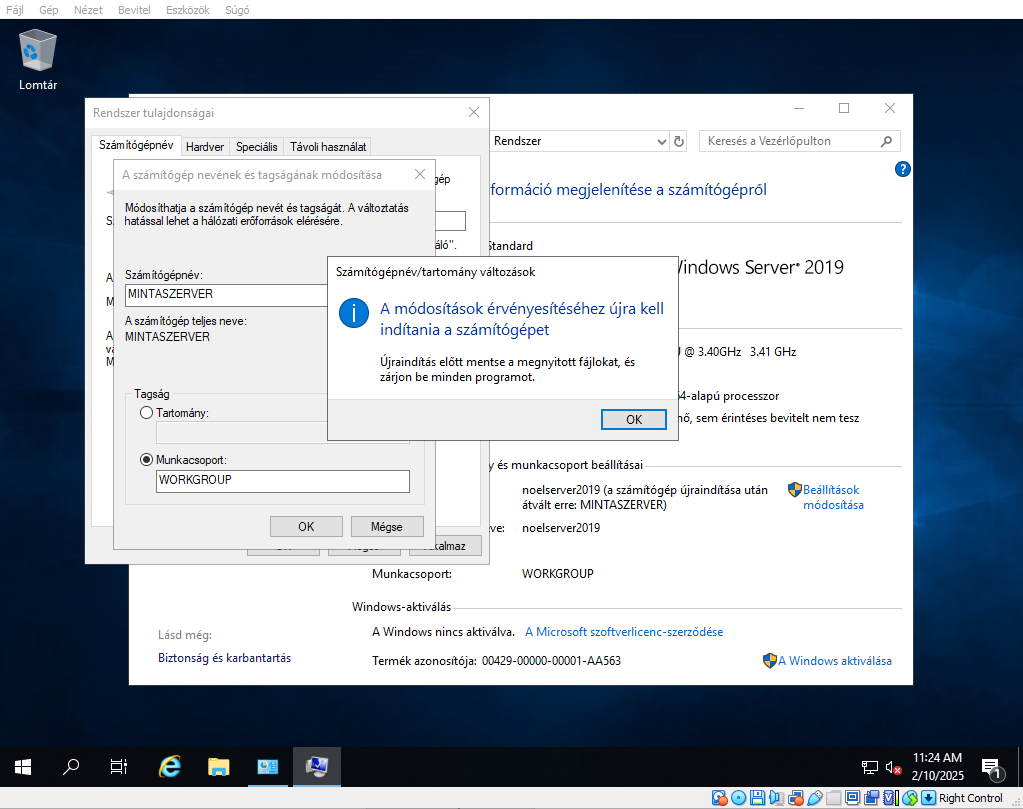 Fájl Gép Nézet Bevitel Eszközök Súgó
Lomtár
Rendszer tulajdonságai
Számítógépnév Hardver Speciális Távoli használat
A számítógép nevének és tagságának módosítása
Módosíthatja a számítógép nevét és tagságát. A változtatás
hatással lehet a hálózati erőforrások elérésére.
Számítógépnév:
MINTASZERVER
A számítógép teljes neve:
MINTASZERVER
Tagság
Tartomány:
Munkacsoport:
WORKGROUP
OK Mégse
Számítógépnév/tartomány változások
A módosítások érvényesítéséhez újra kell
indítania a számítógépet
Újraindítás előtt mentse a megnyitott fájlokat, és
zárjon be minden programot.
OK
Rendszer
Keresés a Vezérlőpulton
formáció megjelenítése a számítógépről
Standard
Windows Server® 2019
@ 3.40GHz 3.41 GHz
64-alapú processzor
nő, sem érintéses bevitelt nem tesz
y és munkacsoport beállításai
noelserver2019 (a számítógép újraindítása után
átvált erre: MINTASZERVER)
Beállítások
módosítása
eve: noelserver2019
Munkacsoport: WORKGROUP
Windows-aktiválás
A Windows nincs aktiválva. A Microsoft szoftverlicenc-szerződése
Termék azonosítója: 00429-00000-00001-AA563
A Windows aktiválása
Lásd még:
Biztonság és karbantartás
11:24 AM
2/10/2025
1
Right Control